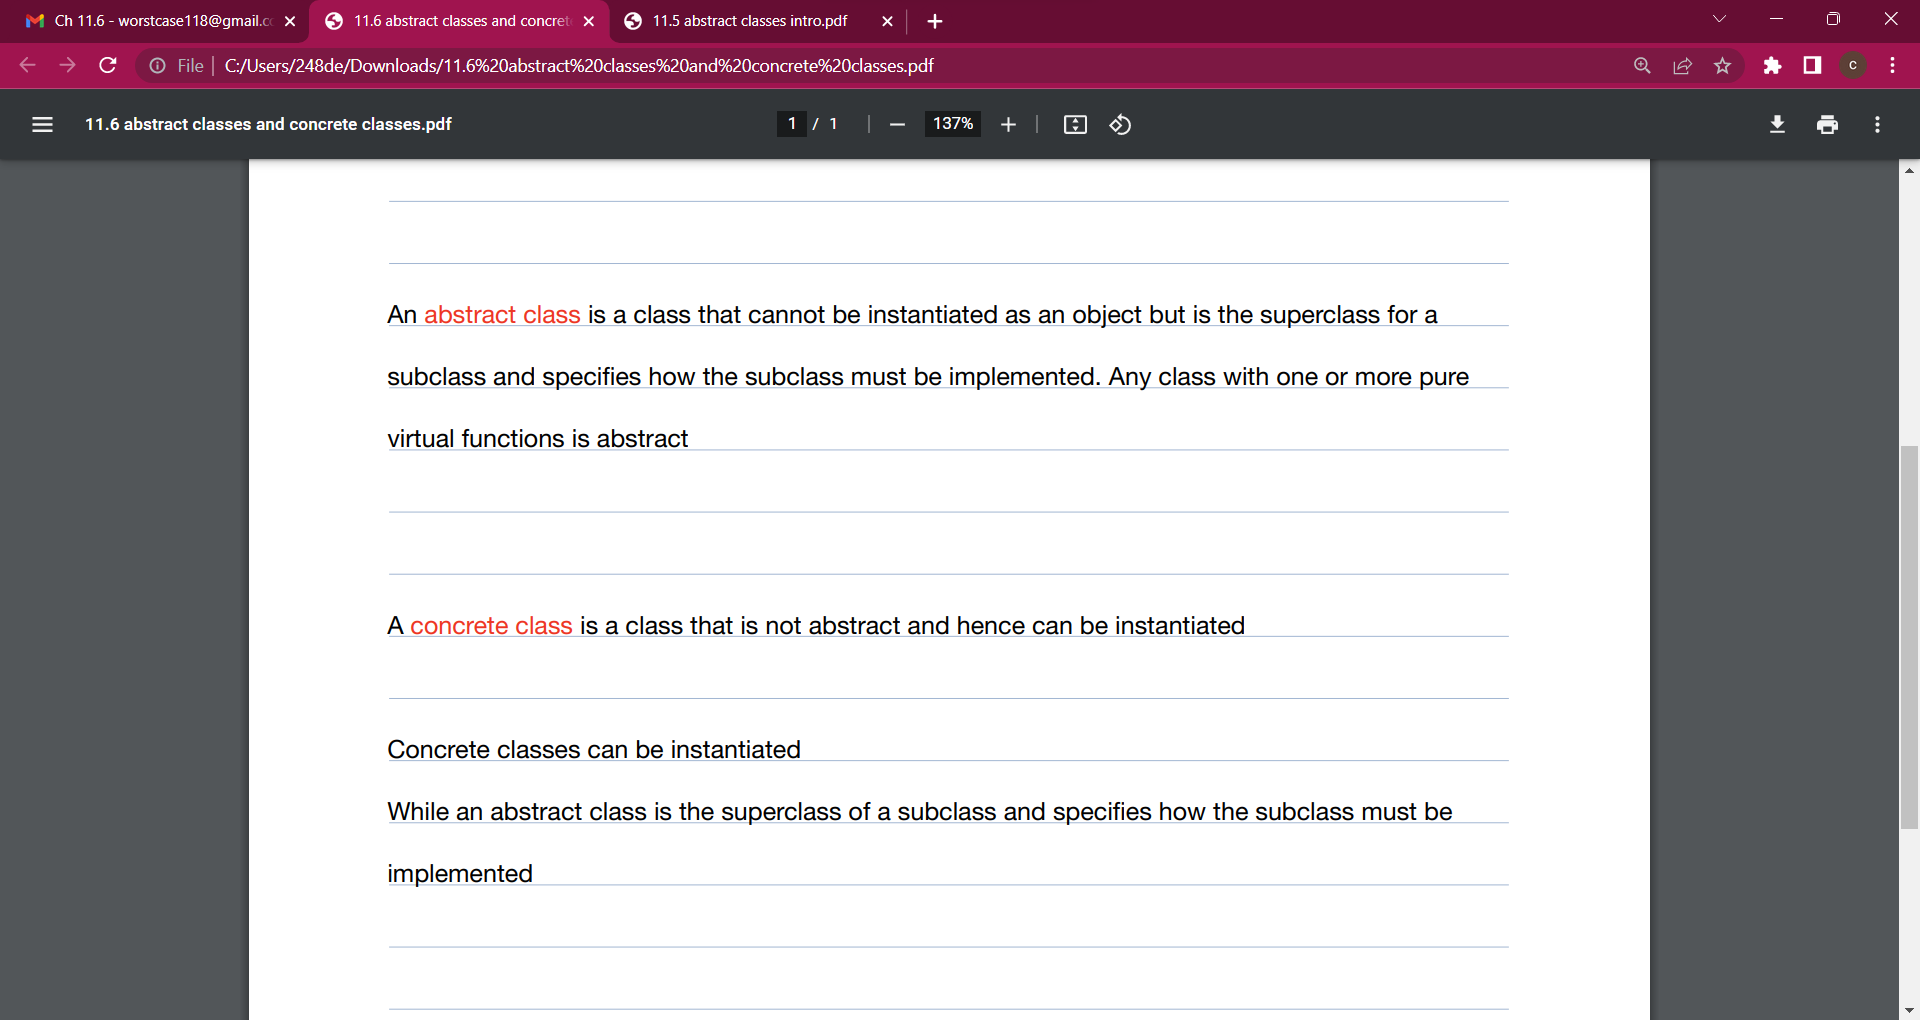 Ch 11.6 - worstcase118@gmail.c
11.6 abstract classes and concret
11.5 abstract classes intro.pdf
File
C:/Users/248de/Downloads/11.6%20abstract%20classes%20and%20concrete%20classes.pdf
C
11.6 abstract classes and concrete classes.pdf
1 / 1
137%
An abstract class is a class that cannot be instantiated as an object but is the superclass for a
subclass and specifies how the subclass must be implemented. Any class with one or more pure
virtual functions is abstract
A concrete class is a class that is not abstract and hence can be instantiated
Concrete classes can be instantiated
While an abstract class is the superclass of a subclass and specifies how the subclass must be
implemented